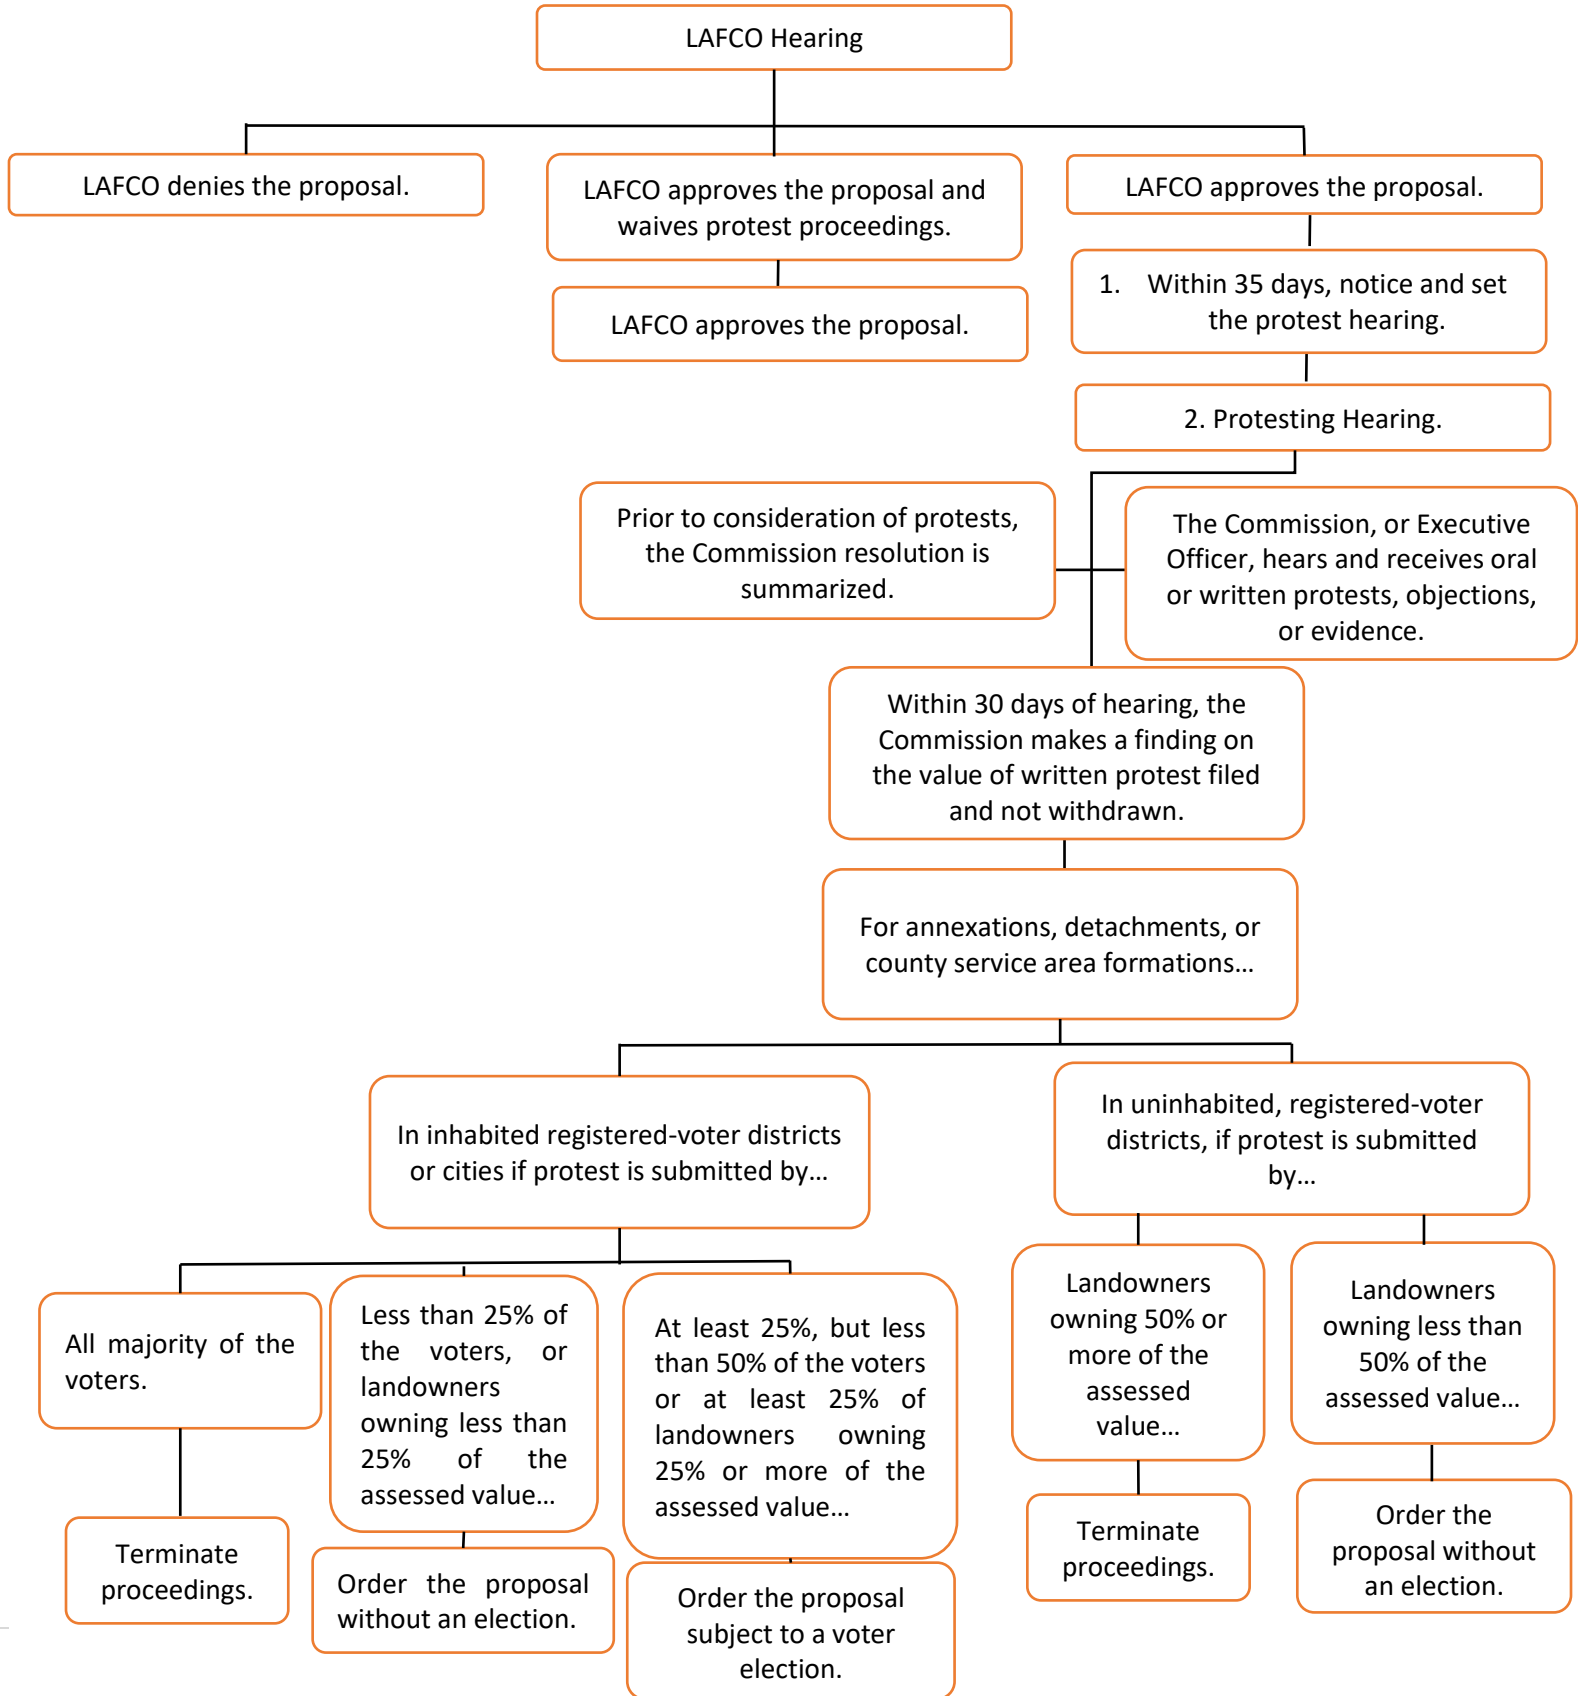 LAFCO Hearing
LAFCO denies the proposal.
LAFCO approves the proposal and
waives protest proceedings.
LAFCO approves the proposal.
LAFCO approves the proposal.
1. Within 35 days, notice and set
the protest hearing.
2. Protesting Hearing.
Prior to consideration of protests,
the Commission resolution is
summarized.
The Commission, or Executive
Officer, hears and receives oral
or written protests, objections,
or evidence.
Within 30 days of hearing, the
Commission makes a finding on
the value of written protest filed
and not withdrawn.
For annexations, detachments, or
county service area formations…
In inhabited registered-voter districts
or cities if protest is submitted by…
In uninhabited, registered-voter
districts, if protest is submitted
by…
All majority of the
voters.
Less than 25% of
the voters, or
landowners
owning less than
25% of the
assessed value…
At least 25%, but less
than 50% of the voters
or at least 25% of
landowners owning
25% or more of the
assessed value…
Landowners
owning 50% or
more of the
assessed
value…
Landowners
owning less than
50% of the
assessed value…
Terminate
proceedings.
Order the proposal
without an election.
Order the proposal
subject to a voter
election.
Terminate
proceedings.
Order the
proposal without
an election.